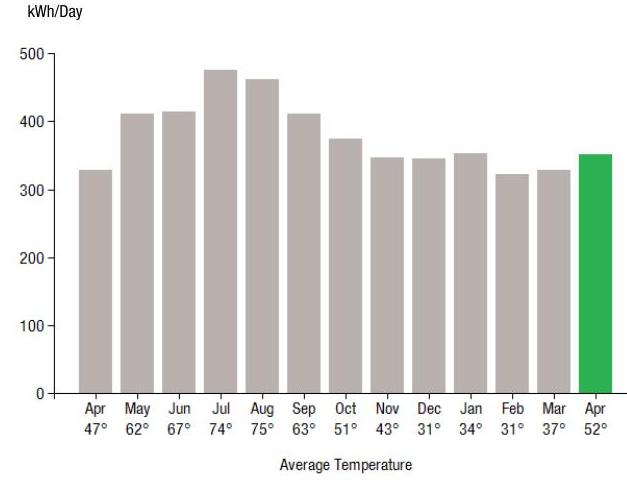 kWh/Day
500
400
300
200
100
0
Apr May Jun Jul Aug Sep Oct Nov Dec Jan Feb Mar Apr
47° 62° 67° 74° 75° 63° 51° 43° 31° 34° 31° 37° 52°
Average Temperature